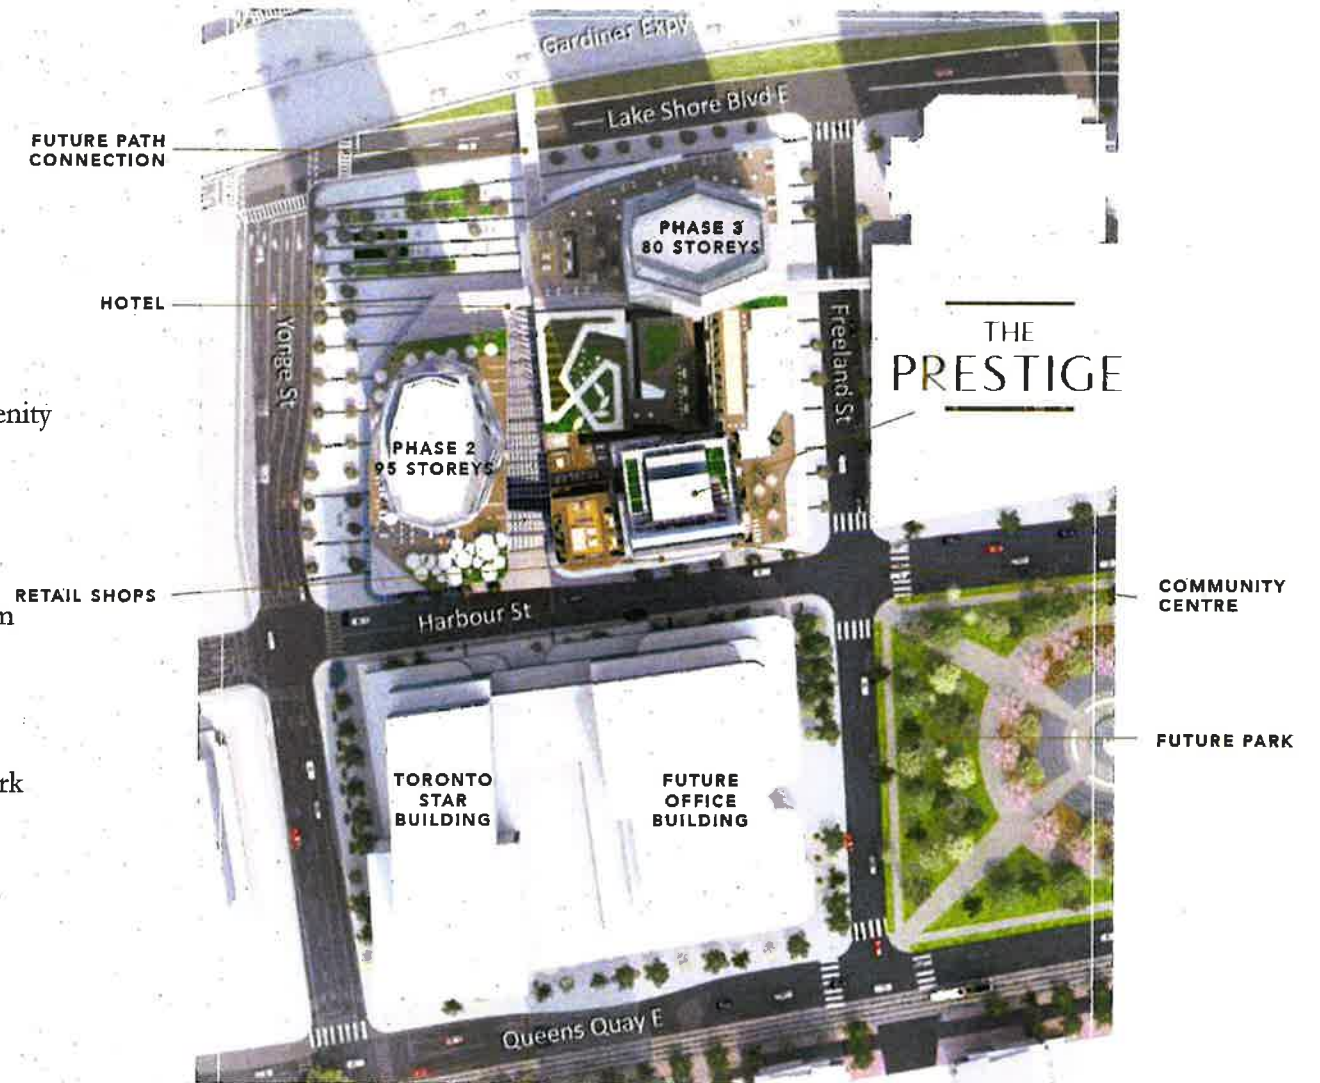 Gardiner Expy
Lake Shore Blvd E
FUTURE PATH
CONNECTION
PHASE 3
80 STOREYS
HOTEL
Yonge St
Freeland St
THE
PRESTIGE
enity
PHASE 2
95 STOREYS
RETAIL SHOPS
n
Harbour St
COMMUNITY
CENTRE
FUTURE PARK
rk
TORONTO
STAR
BUILDING
FUTURE
OFFICE
BUILDING
Queens Quay E